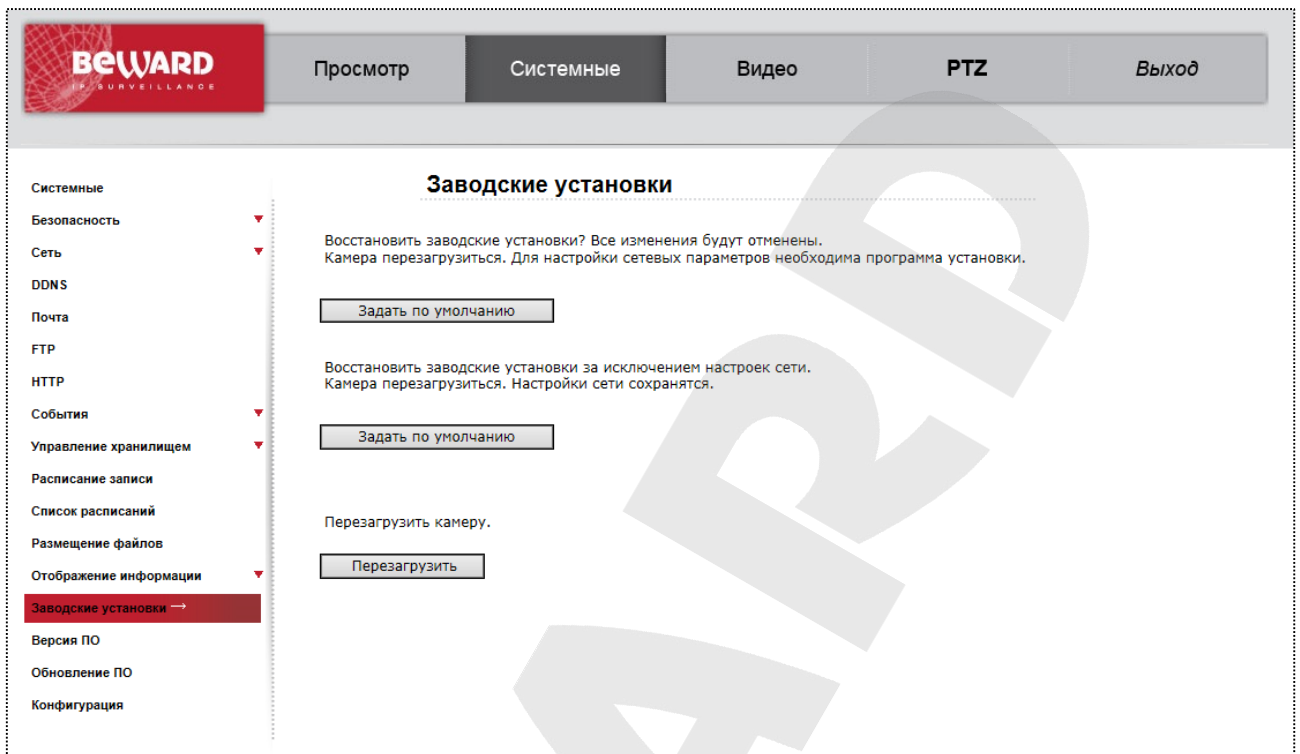 BEWARD
IP SURVEILLANCE
Просмотр
Системные
Видео
PTZ
Выход
Системные
Безопасность
Сеть
DDNS
Почта
FTP
HTTP
События
Управление хранилищем
Расписание записи
Список расписаний
Размещение файлов
Отображение информации
Заводские установки →
Версия ПО
Обновление ПО
Конфигурация
Заводские установки
Восстановить заводские установки? Все изменения будут отменены.
Камера перезагрузиться. Для настройки сетевых параметров необходима программа установки.
Задать по умолчанию
Восстановить заводские установки за исключением настроек сети.
Камера перезагрузиться. Настройки сети сохранятся.
Задать по умолчанию
Перезагрузить камеру.
Перезагрузить
ARD